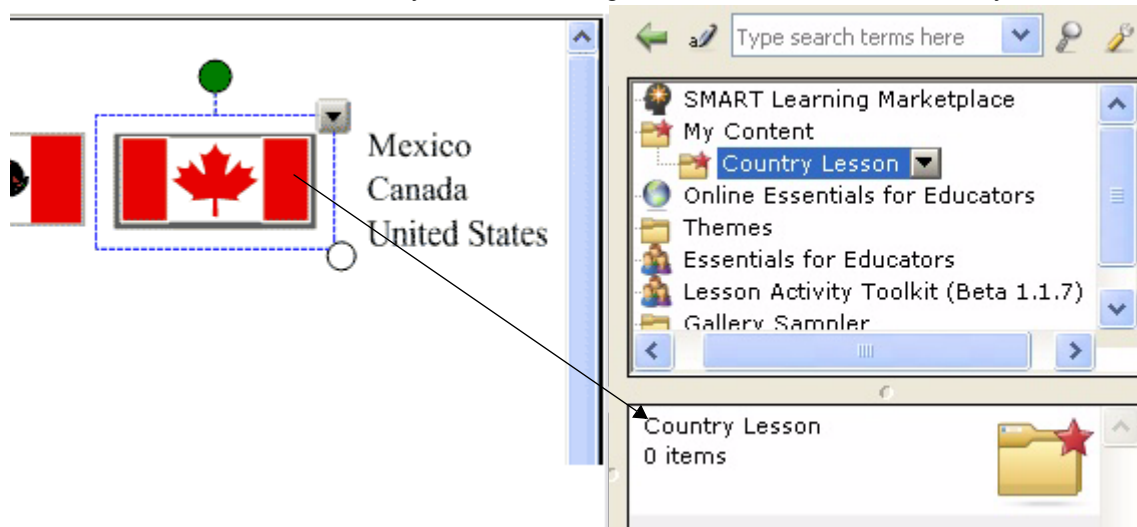 Mexico
Canada
United States
Type search terms here
SMART Learning Marketplace
My Content
Country Lesson
Online Essentials for Educators
Themes
Essentials for Educators
Lesson Activity Toolkit (Beta 1.1.7)
Gallery Sampler
Country Lesson
0 items